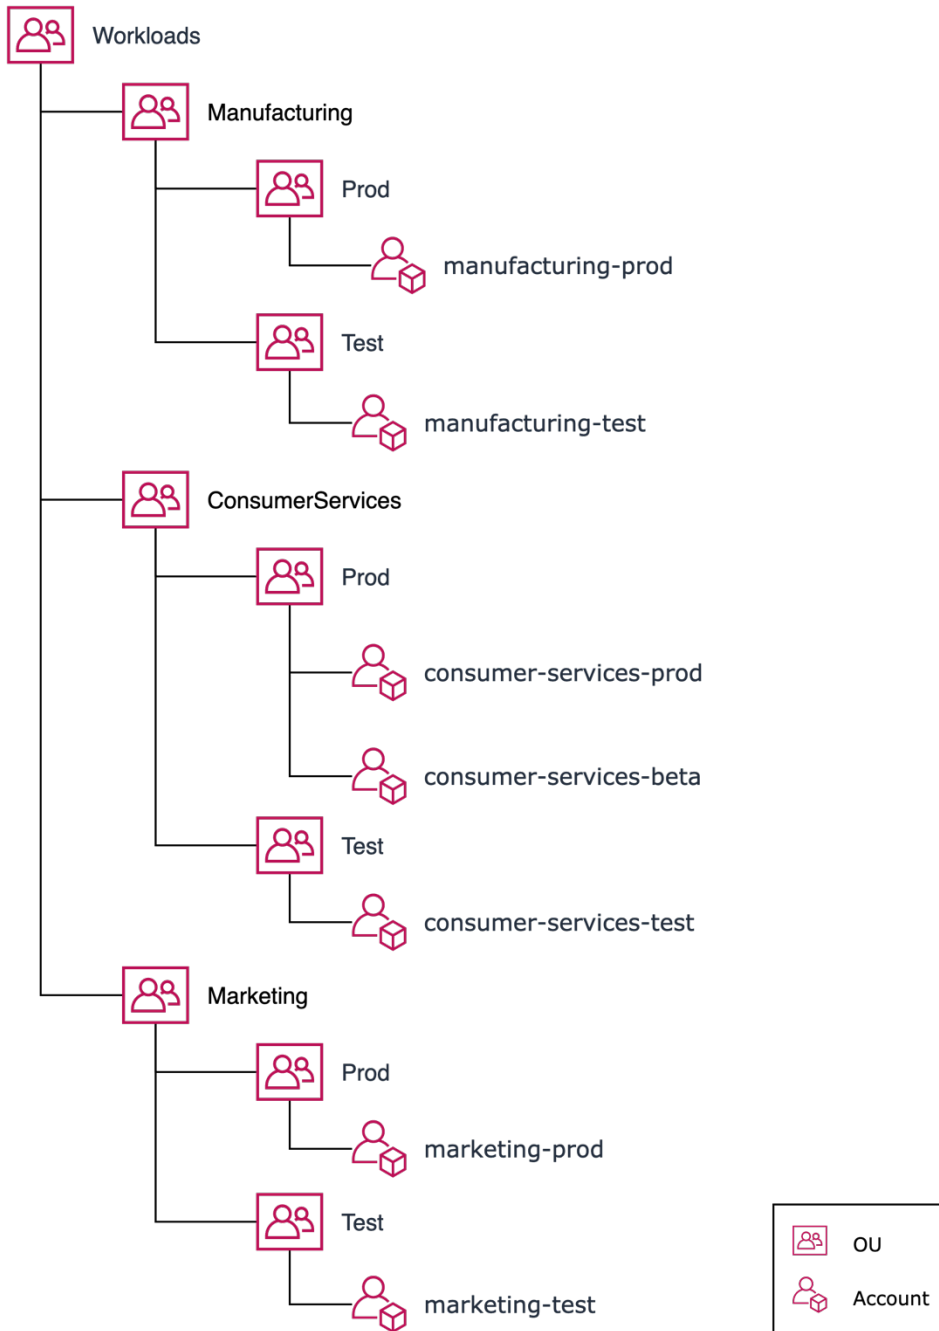 Workloads
Manufacturing
Prod
manufacturing-prod
Test
manufacturing-test
ConsumerServices
Prod
consumer-services-prod
consumer-services-beta
Test
consumer-services-test
Marketing
Prod
marketing-prod
Test
marketing-test
OU
Account